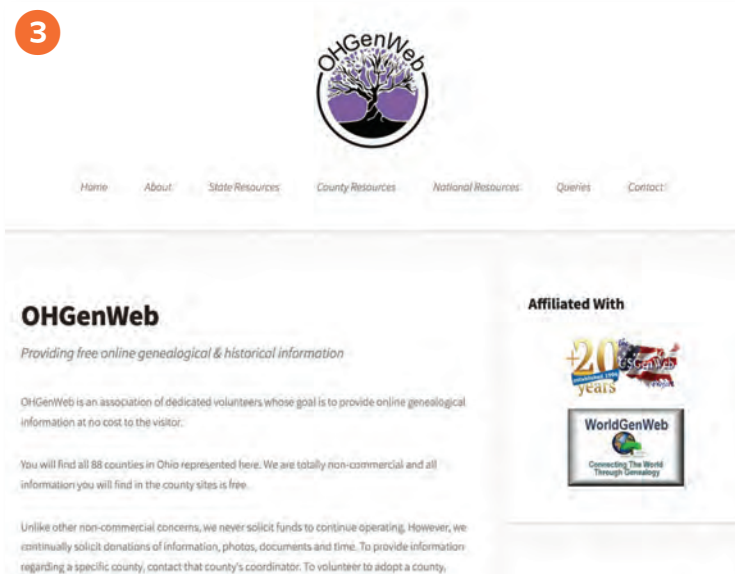 3
OHGenWeb
Home About State Resources County Resources National Resources Queries Contact
OHGenWeb
Providing free online genealogical & historical information
OHGenWeb is an association of dedicated volunteers whose goal is to provide online genealogical
information at no cost to the visitor.
You will find all 88 counties in Ohio represented here. We are totally non-commercial and all
information you will find in the county sites is free.
Unlike other non-commercial concerns, we never solicit funds to continue operating. However, we
continually solicit donations of information, photos, documents and time. To provide information
regarding a specific county, contact that county's coordinator. To volunteer to adopt a county,
Affiliated With
+20
established 1996
years
The
USGenWeb
Project
WorldGenWeb
Connecting The World
Through Genealogy